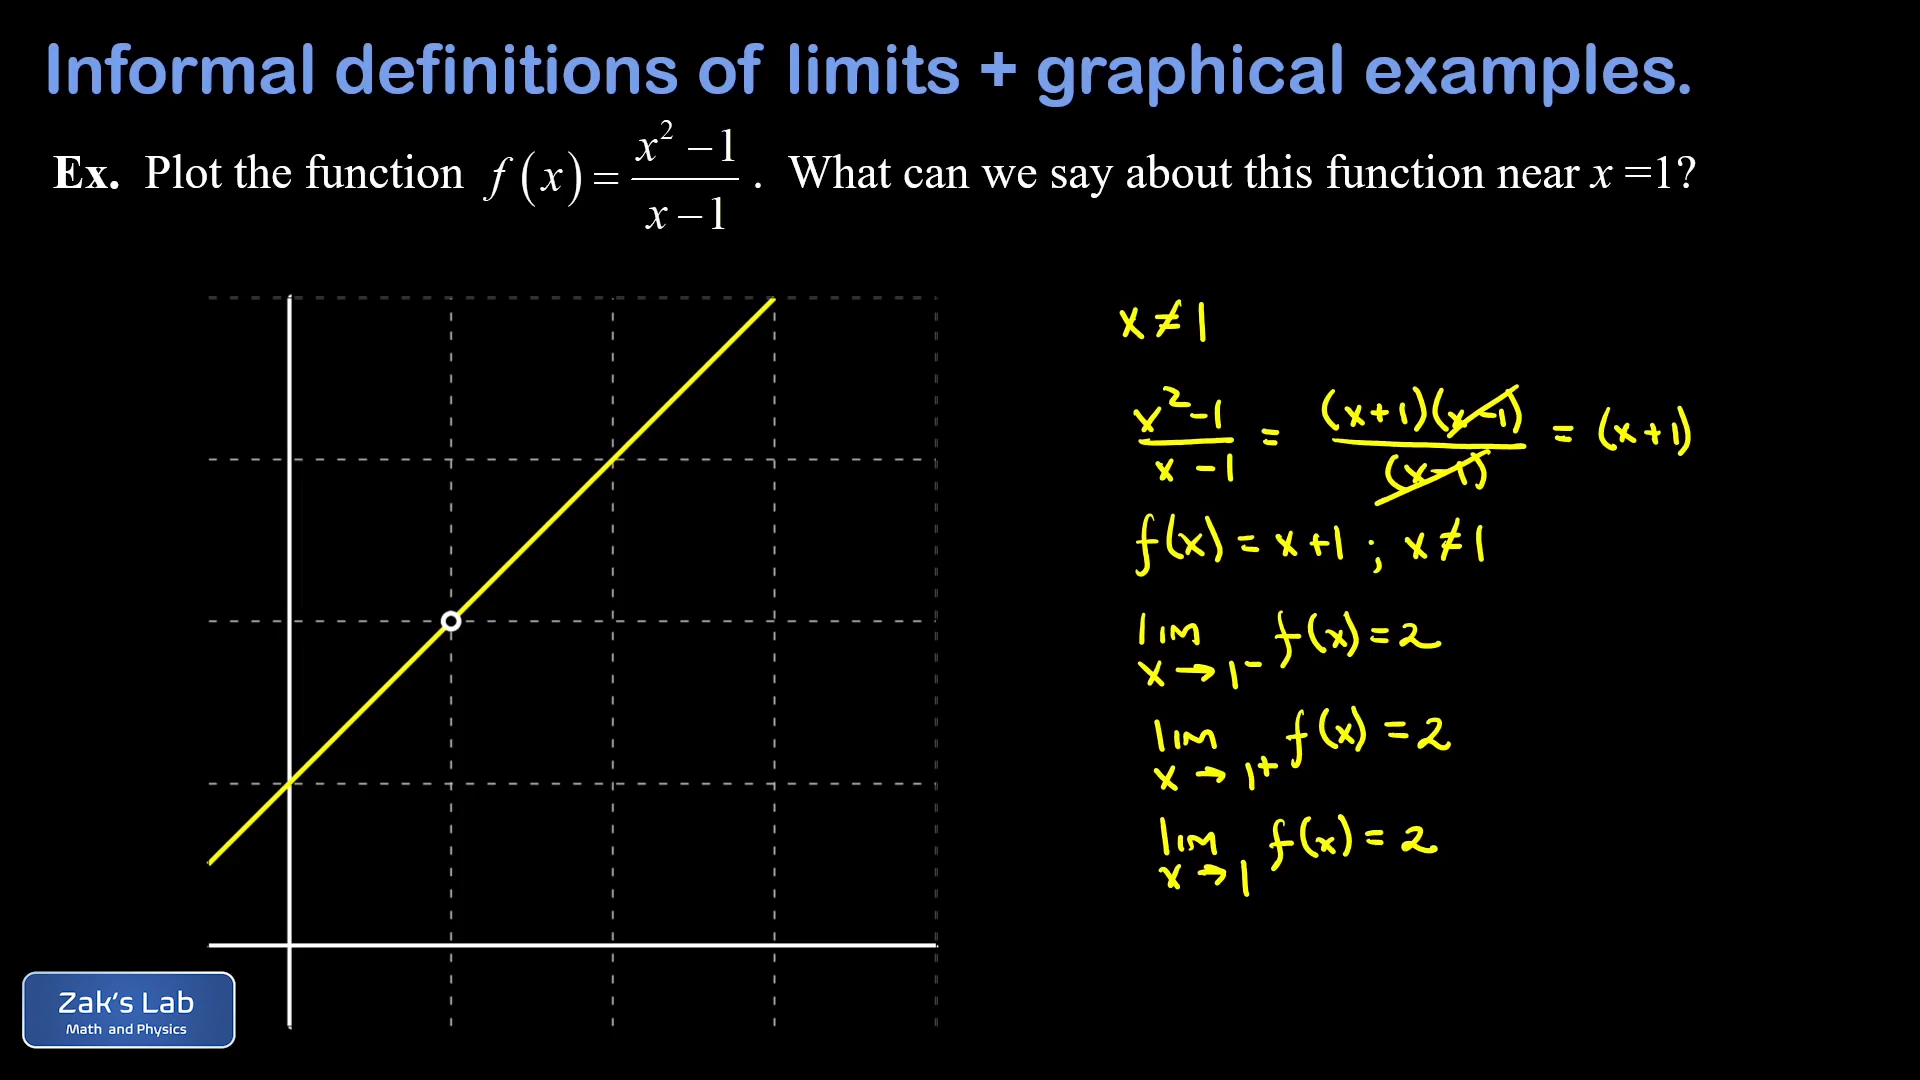 Informal definitions of limits + graphical examples.
Ex. Plot the function f(x) = (x² − 1)/(x − 1). What can we say about this function near x =1?
x ≠ 1
(x² − 1)/(x − 1) = ((x+1)(x−1))/((x−1)) = (x+1)
f(x) = x+1 ; x ≠ 1
lim x→1⁻ f(x) = 2
lim x→1⁺ f(x) = 2
lim x→1 f(x) = 2
Zak's Lab
Math and Physics